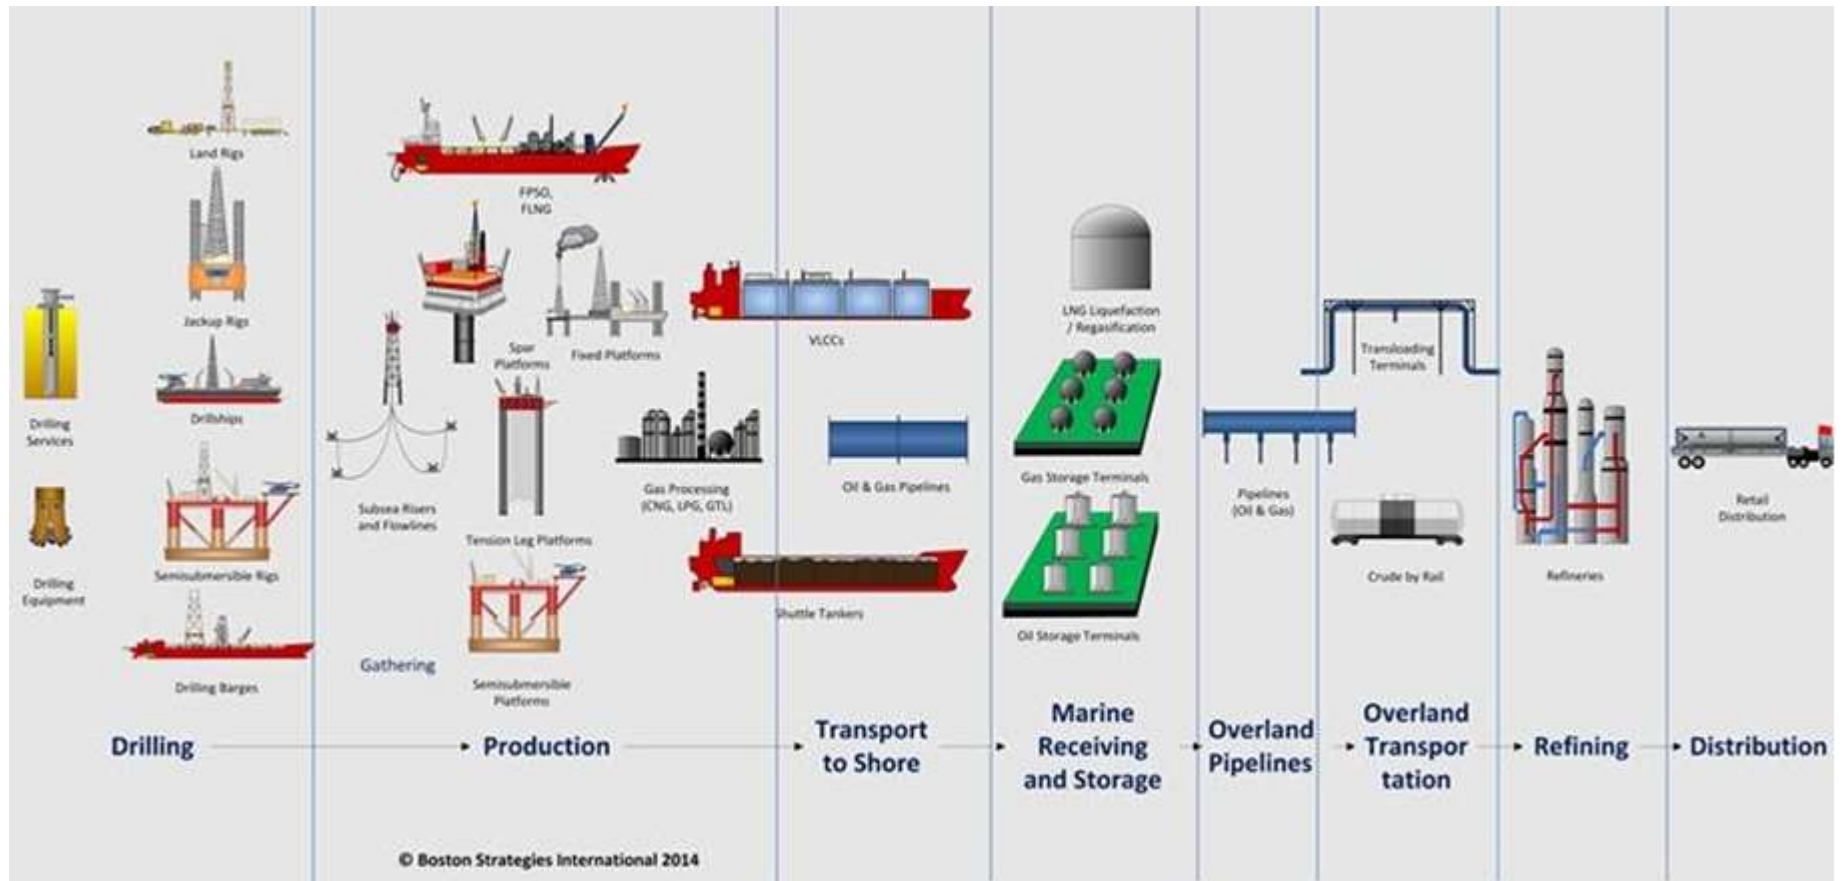 Land Rigs
Jackup Rigs
Drilling
Services
Drillships
Drilling
Equipment
Semisubmersible Rigs
Drilling Barges
FPSO,
FLNG
Spar
Platforms
Fixed Platforms
Subsea Risers
and Flowlines
Tension Leg Platforms
Gas Processing
(CNG, LPG, GTL)
Gathering
Semisubmersible
Platforms
VLCCs
Oil & Gas Pipelines
Shuttle Tankers
LNG Liquefaction
/ Regasification
Gas Storage Terminals
Oil Storage Terminals
Pipelines
(Oil & Gas)
Transloading
Terminals
Crude by Rail
Refineries
Retail
Distribution
Drilling
Production
Transport
to Shore
Marine
Receiving
and Storage
Overland
Pipelines
Overland
Transpor
tation
Refining
Distribution
© Boston Strategies International 2014